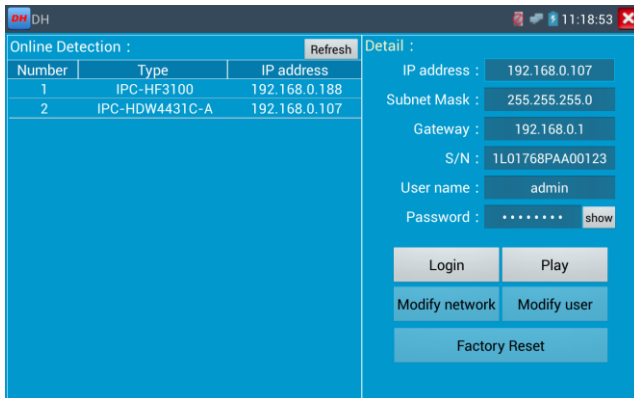 DH DH 11:18:53
Online Detection : Refresh
Number Type IP address
1 IPC-HF3100 192.168.0.188
2 IPC-HDW4431C-A 192.168.0.107
Detail :
IP address : 192.168.0.107
Subnet Mask : 255.255.255.0
Gateway : 192.168.0.1
S/N : 1L01768PAA00123
User name : admin
Password : •••••••• show
Login Play
Modify network Modify user
Factory Reset